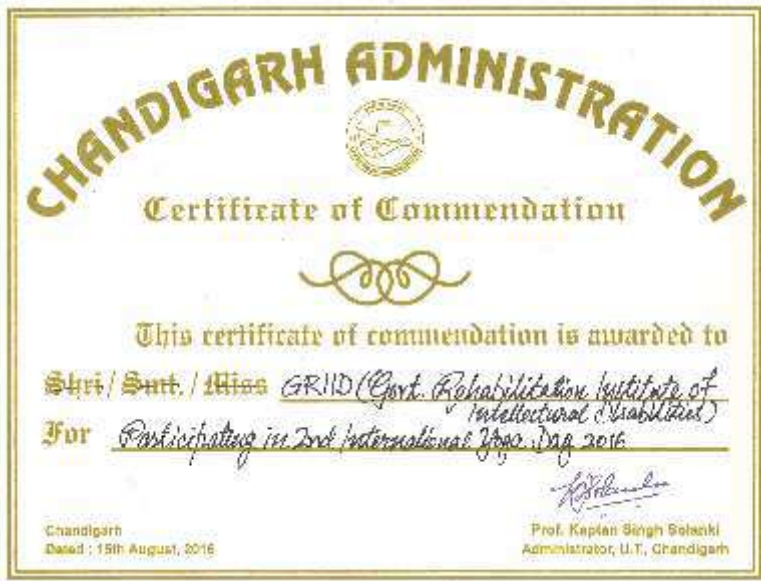 CHANDIGARH ADMINISTRATION
Certificate of Commendation
This certificate of commendation is awarded to
Shri / Smt. / Miss GRIID (Govt. Rehabilitation Institute of
Intellectural Disabilities)
For Participating in 2nd International Yoga Day 2016
Chandigarh
Dated : 15th August, 2016
Prof. Kaptan Singh Solanki
Administrator, U.T., Chandigarh